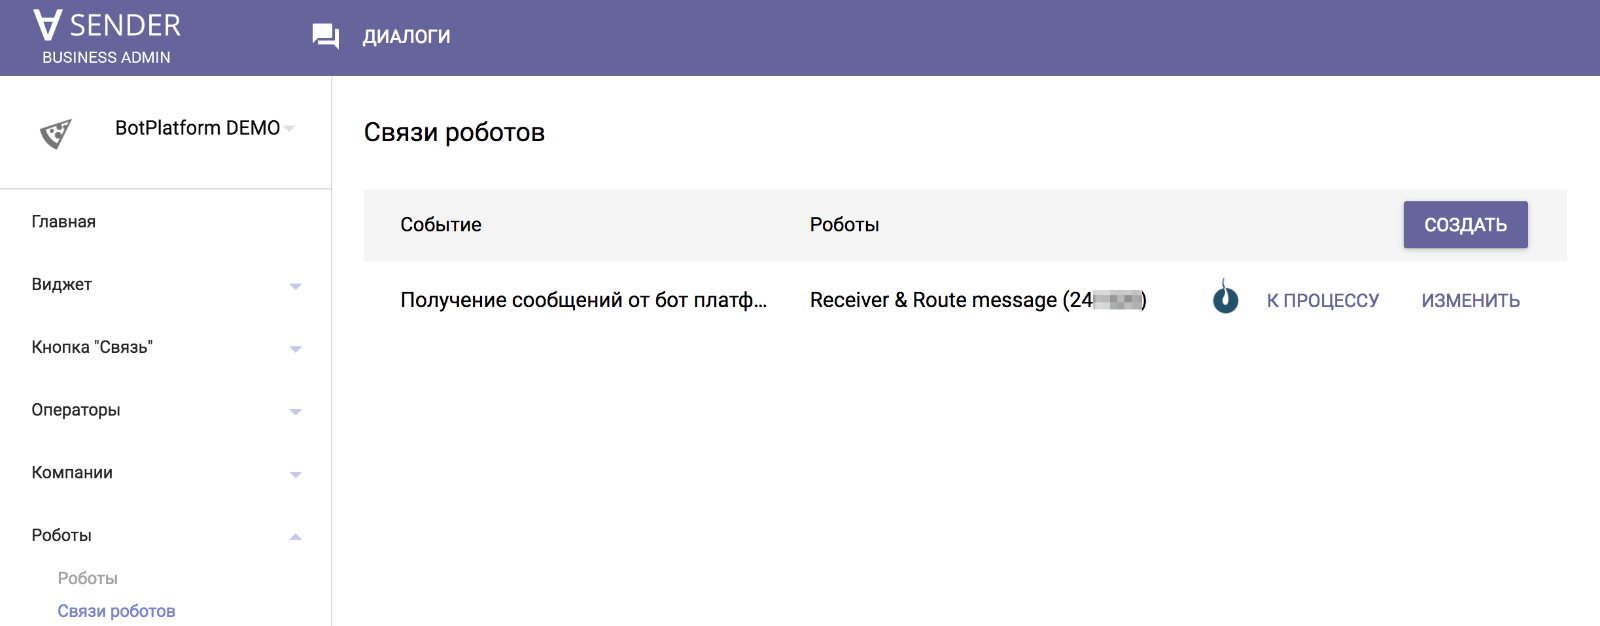 SENDER
BUSINESS ADMIN
ДИАЛОГИ
BotPlatform DEMO
Главная
Виджет
Кнопка "Связь"
Операторы
Компании
Роботы
Роботы
Связи роботов
Связи роботов
Событие Роботы СОЗДАТЬ
Получение сообщений от бот платф... Receiver & Route message (24 ) К ПРОЦЕССУ ИЗМЕНИТЬ